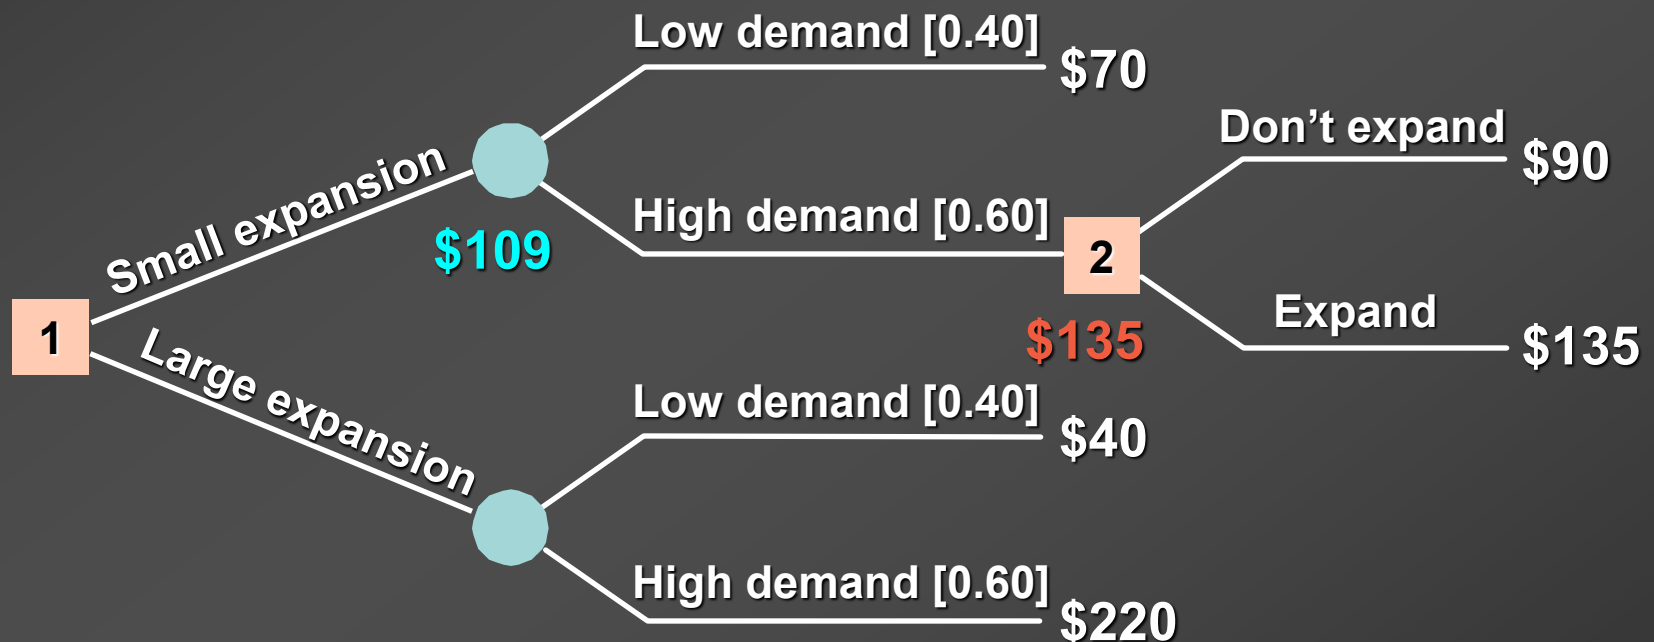 Low demand [0.40]
$70
Don’t expand
$90
Small expansion
High demand [0.60]
$109
2
Expand
$135
$135
1
Large expansion
Low demand [0.40]
$40
High demand [0.60]
$220